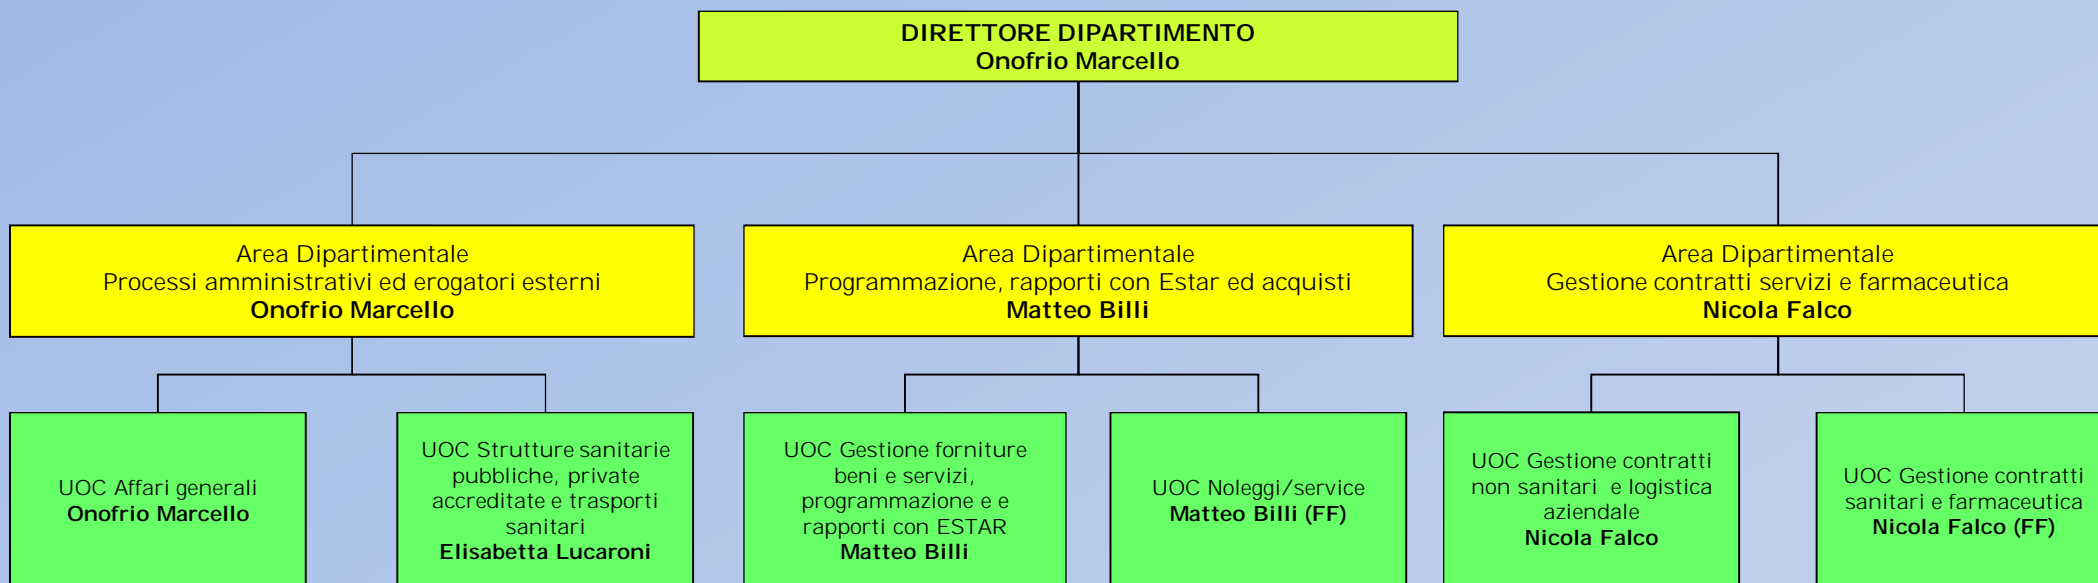 DIRETTORE DIPARTIMENTO
Onofrio Marcello
Area Dipartimentale
Processi amministrativi ed erogatori esterni
Onofrio Marcello
Area Dipartimentale
Programmazione, rapporti con Estar ed acquisti
Matteo Billi
Area Dipartimentale
Gestione contratti servizi e farmaceutica
Nicola Falco
UOC Affari generali
Onofrio Marcello
UOC Strutture sanitarie
pubbliche, private
accreditate e trasporti
sanitari
Elisabetta Lucaroni
UOC Gestione forniture
beni e servizi,
programmazione e e
rapporti con ESTAR
Matteo Billi
UOC Noleggi/service
Matteo Billi (FF)
UOC Gestione contratti
non sanitari e logistica
aziendale
Nicola Falco
UOC Gestione contratti
sanitari e farmaceutica
Nicola Falco (FF)